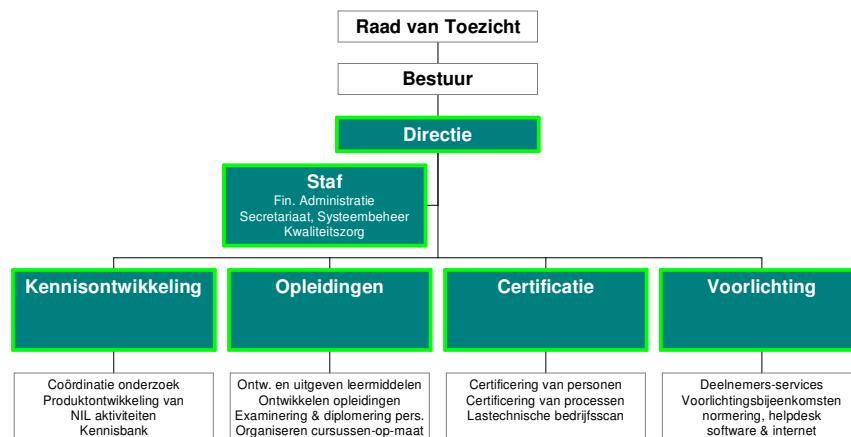 Raad van Toezicht
Bestuur
Directie
Staf
Fin. Administratie
Secretariaat, Systeembeheer
Kwaliteitszorg
Kennisontwikkeling
Opleidingen
Certificatie
Voorlichting
Coördinatie onderzoek
Produktontwikkeling van
NIL aktiviteiten
Kennisbank
Ontw. en uitgeven leermiddelen
Ontwikkelen opleidingen
Examinering & diplomering pers.
Organiseren cursussen-op-maat
Certificering van personen
Certificering van processen
Lastechnische bedrijfsscan
Deelnemers-services
Voorlichtingsbijeenkomsten
normering, helpdesk
software & internet